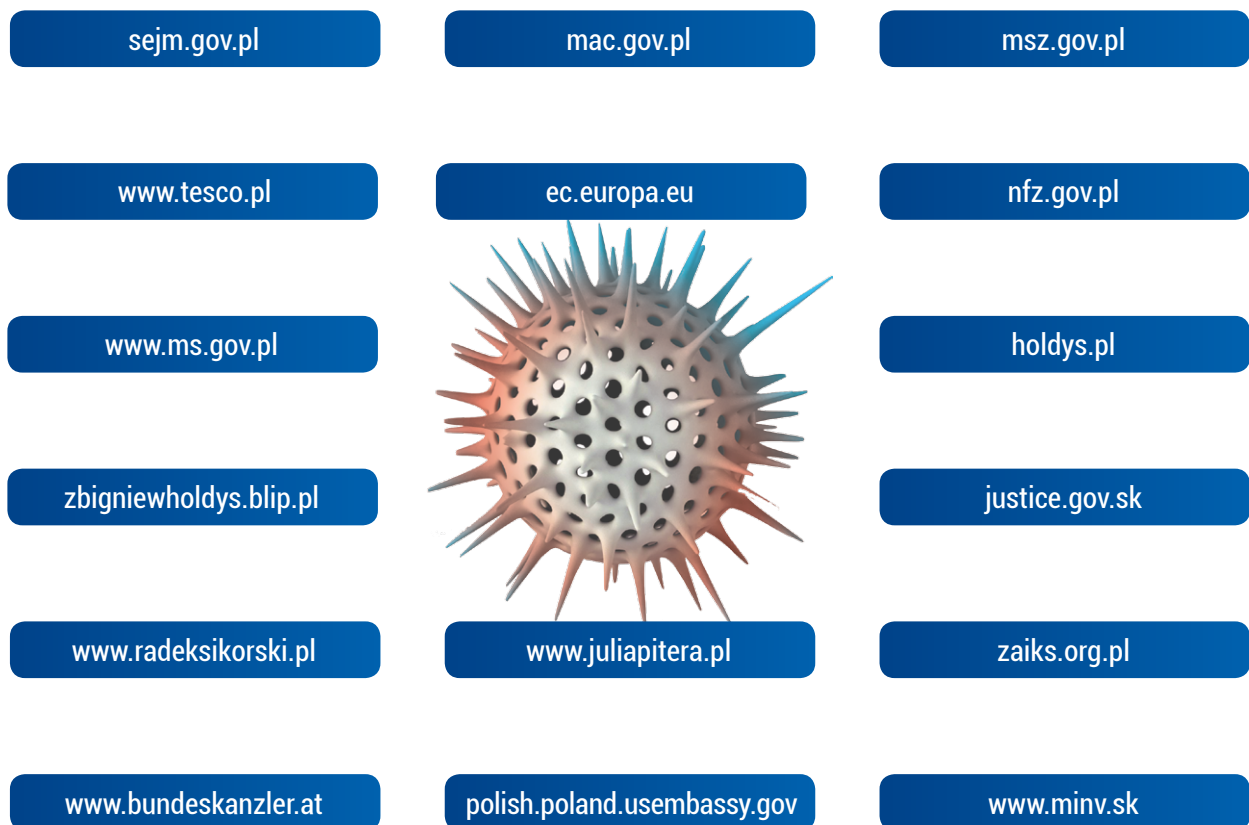 sejm.gov.pl
mac.gov.pl
msz.gov.pl
www.tesco.pl
ec.europa.eu
nfz.gov.pl
www.ms.gov.pl
holdys.pl
zbigniewholdys.blip.pl
justice.gov.sk
www.radeksikorski.pl
www.juliapitera.pl
zaiks.org.pl
www.bundeskanzler.at
polish.poland.usembassy.gov
www.minv.sk